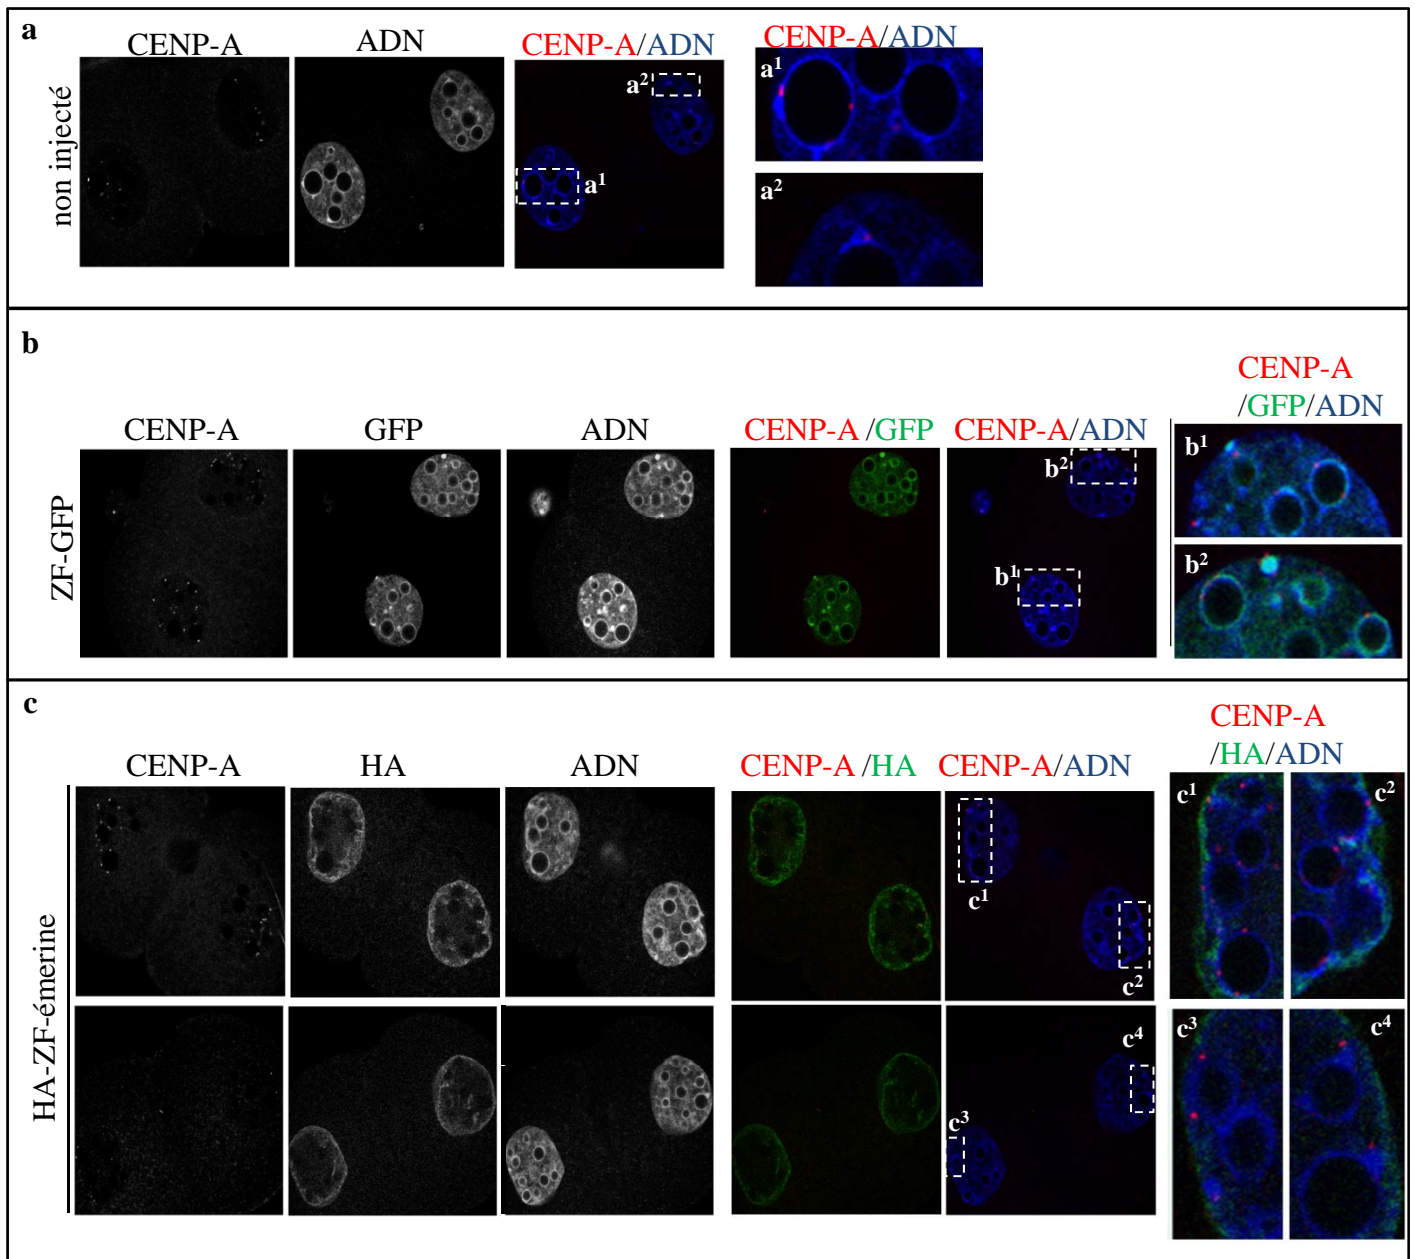 a
CENP-A
ADN
CENP-A/ADN
CENP-A/ADN
non injecté
a²
a¹
a¹
a²
b
CENP-A
/GFP/ADN
CENP-A
GFP
ADN
CENP-A /GFP
CENP-A/ADN
ZF-GFP
b²
b¹
b¹
b²
c
CENP-A
/HA/ADN
CENP-A
HA
ADN
CENP-A /HA
CENP-A/ADN
HA-ZF-émerine
c¹
c²
c¹
c²
c⁴
c³
c³
c⁴